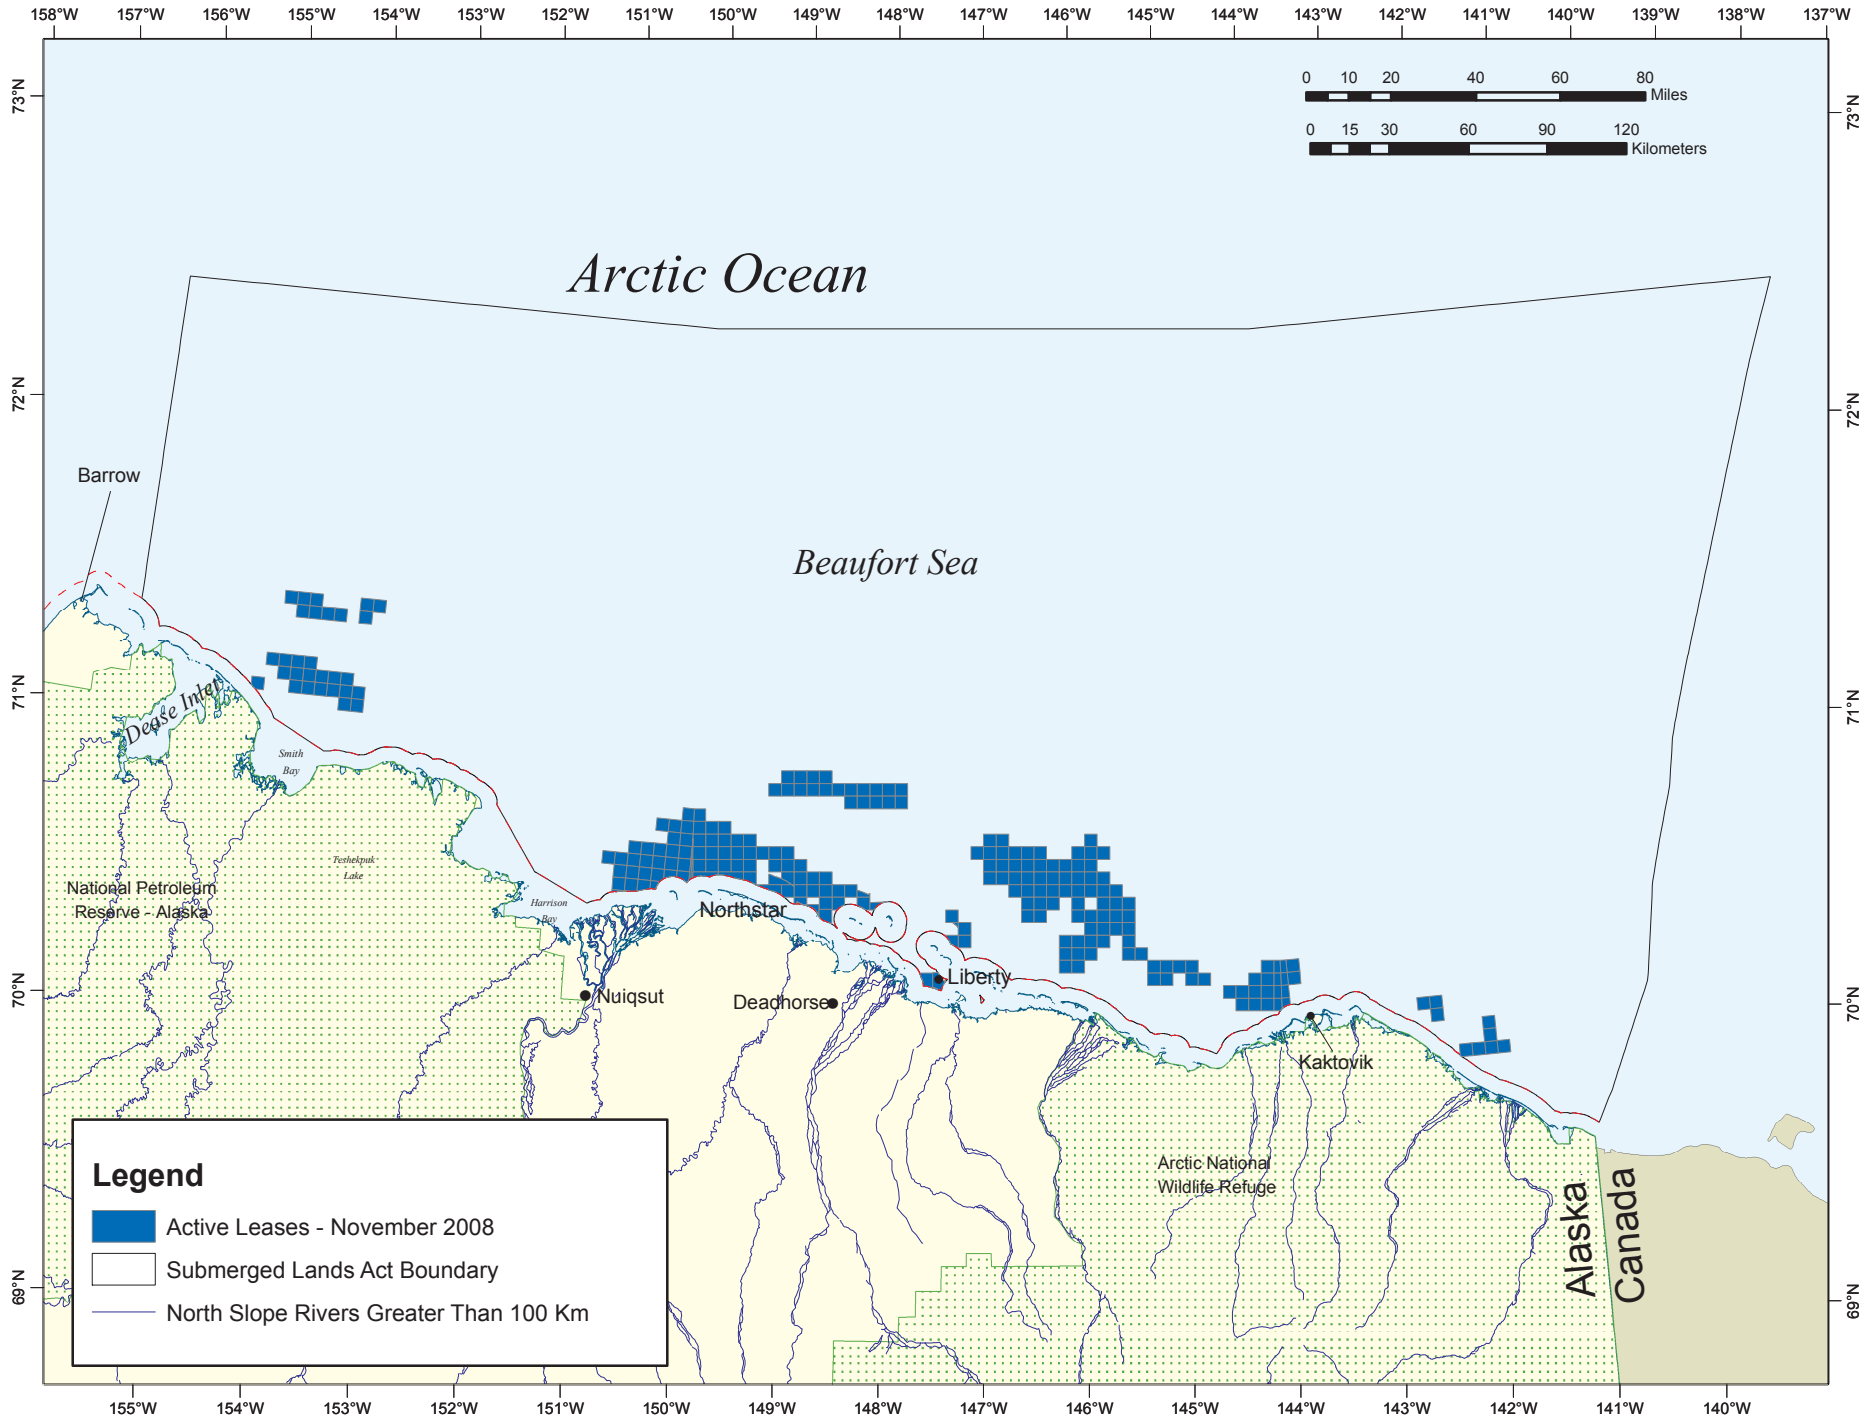 158°W 157°W 156°W 155°W 154°W 153°W 152°W 151°W 150°W 149°W 148°W 147°W 146°W 145°W 144°W 143°W 142°W 141°W 140°W 139°W 138°W 137°W
73°N
73°N
0 10 20 40 60 80
Miles
0 15 30 60 90 120
Kilometers
Arctic Ocean
72°N
72°N
Barrow
Beaufort Sea
71°N
71°N
Dease Inlet
Smith
Bay
Teshekpuk
Lake
National Petroleum
Reserve - Alaska
Harrison
Bay
Northstar
Liberty
Nuiqsut
Deadhorse
70°N
70°N
Kaktovik
Arctic National
Wildlife Refuge
Alaska
Canada
Legend
Active Leases - November 2008
Submerged Lands Act Boundary
North Slope Rivers Greater Than 100 Km
69°N
69°N
155°W 154°W 153°W 152°W 151°W 150°W 149°W 148°W 147°W 146°W 145°W 144°W 143°W 142°W 141°W 140°W